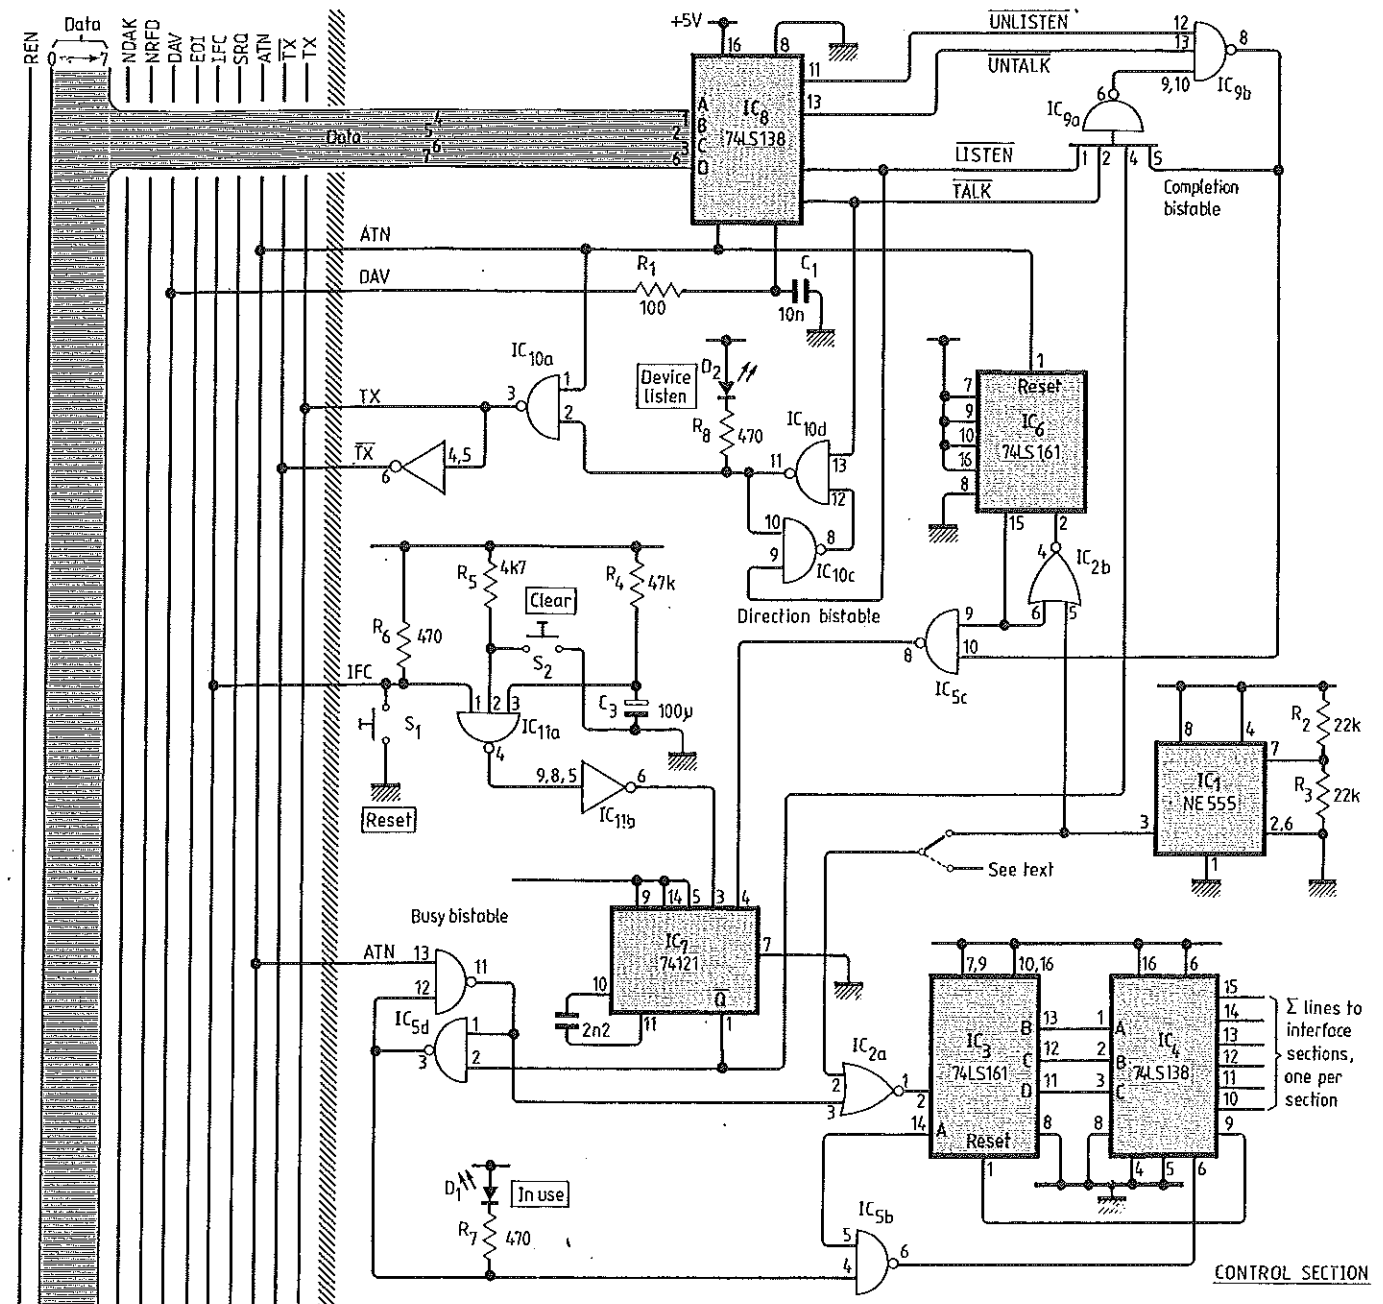 Data
REN
0 7
NDAK
NRFD
DAV
EOI
IFC
SRQ
ATN
TX
TX
+5V
16
8
11
13
UNLISTEN
12
13
8
UNTALK
9,10
IC9b
6
IC9a
A
B
C
D
IC8
74LS138
4
5
6
7
Data
1
2
3
6
LISTEN
TALK
1
2
4
5
Completion
bistable
ATN
DAV
R1
100
C1
10n
IC10a
3
1
2
TX
TX
6
4,5
Device
listen
D2
R8
470
IC10d
11
13
12
10
9
8
IC10c
Direction bistable
1
Reset
7
9
10
16
8
IC6
74LS161
15
2
4
IC2b
6
5
9
10
8
IC5c
R5
4k7
R4
47k
Clear
S2
R6
470
IFC
S1
Reset
1
2
3
IC11a
4
C3
100µ
9,8,5
6
IC11b
8
4
7
IC1
NE555
3
2,6
1
R2
22k
R3
22k
See text
Busy bistable
9
14
5
3
4
IC7
74121
7
10
11
2n2
Q
1
ATN
13
12
11
IC5d
3
1
2
IC2a
2
3
1
2
7,9
10,16
B
C
D
A
IC3
74LS161
Reset
14
8
1
13
12
11
1
2
3
A
B
C
16
6
IC4
74LS138
8
4
5
6
15
14
13
12
11
10
9
Σ lines to
interface
sections,
one per
section
D1
In use
R7
470
IC5b
5
4
6
CONTROL SECTION